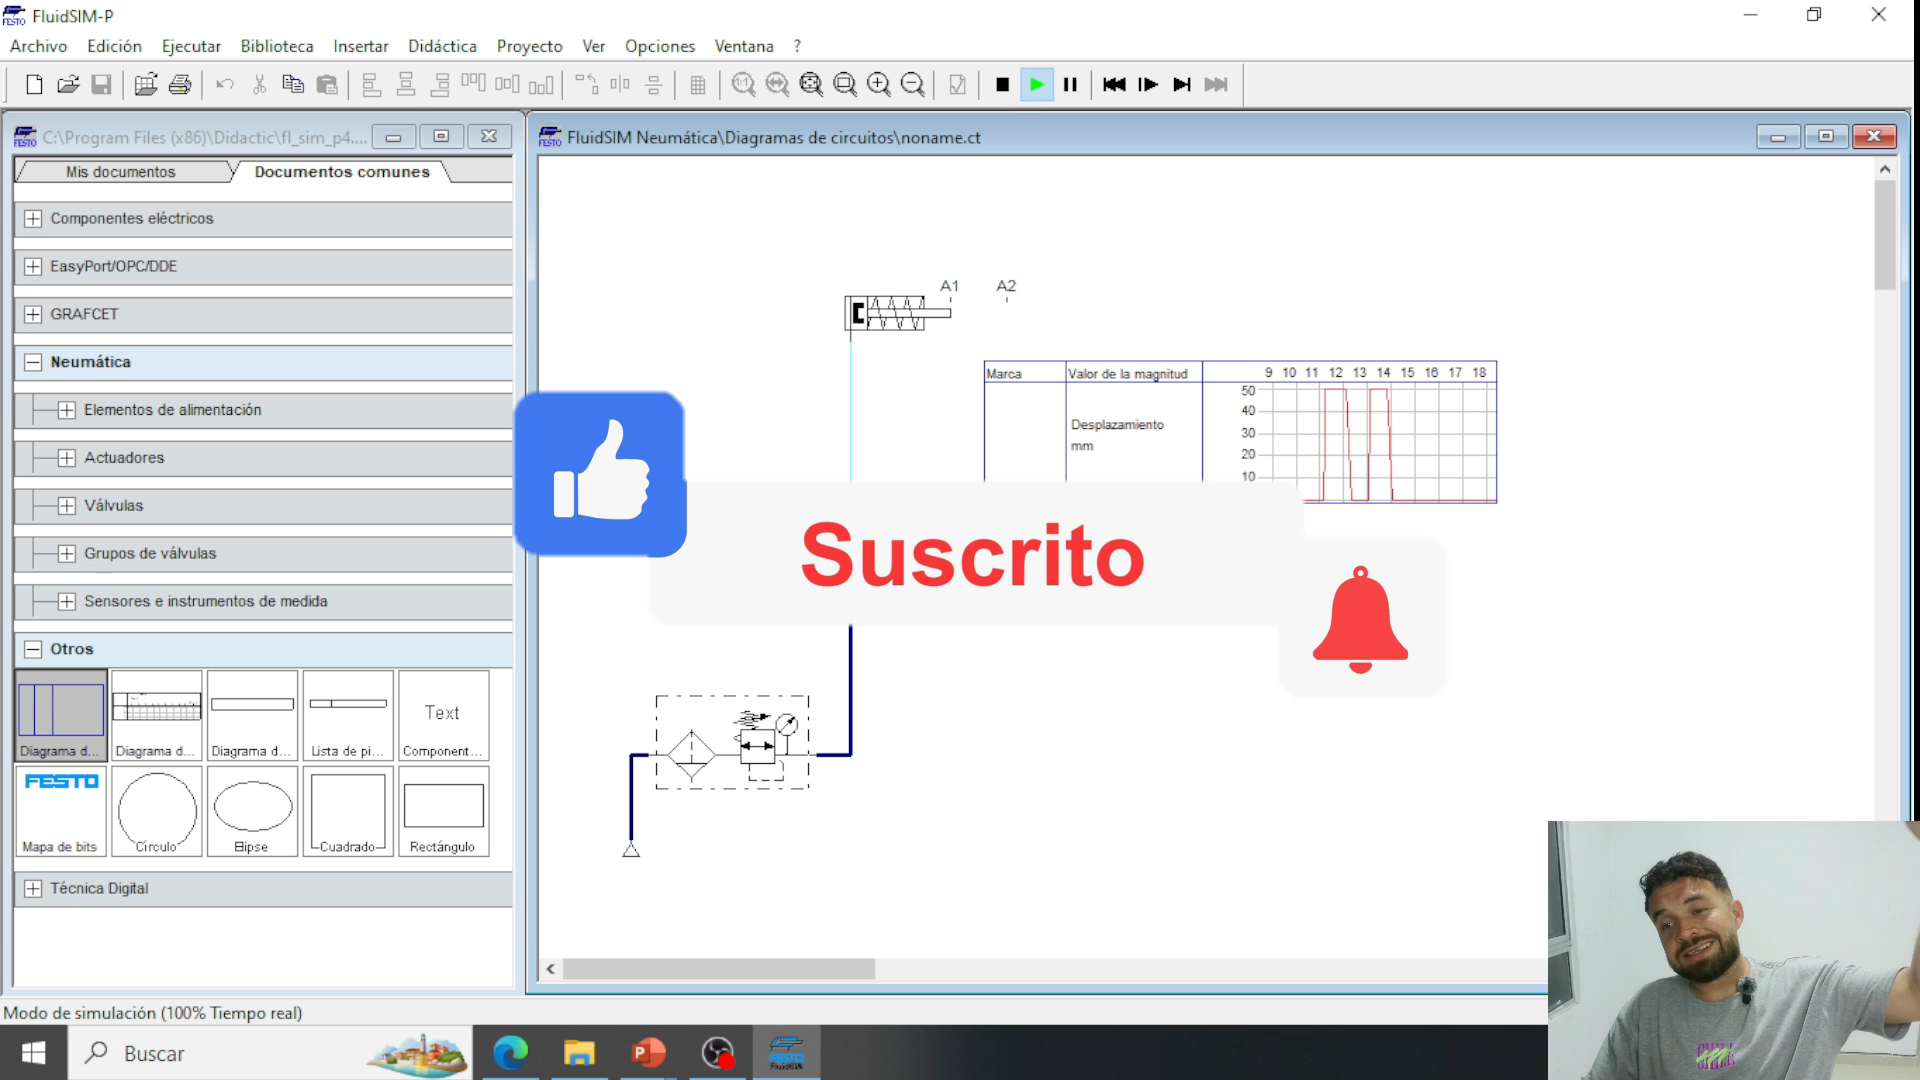 FluidSIM-P
Archivo Edición Ejecutar Biblioteca Insertar Didáctica Proyecto Ver Opciones Ventana ?
C:\Program Files (x86)\Didactic\fl_sim_p4....
FluidSIM Neumática\Diagramas de circuitos\noname.ct
Mis documentos
Documentos comunes
Componentes eléctricos
EasyPort/OPC/DDE
GRAFCET
Neumática
Elementos de alimentación
Actuadores
Válvulas
Grupos de válvulas
Sensores e instrumentos de medida
Otros
Diagrama d...
Diagrama d...
Diagrama d...
Lista de pi...
Text
Component...
FESTO
Mapa de bits
Círculo
Elipse
Cuadrado
Rectángulo
Técnica Digital
A1 A2
Marca
Valor de la magnitud
9 10 11 12 13 14 15 16 17 18
Desplazamiento
mm
50
40
30
20
10
Suscrito
Modo de simulación (100% Tiempo real)
Buscar